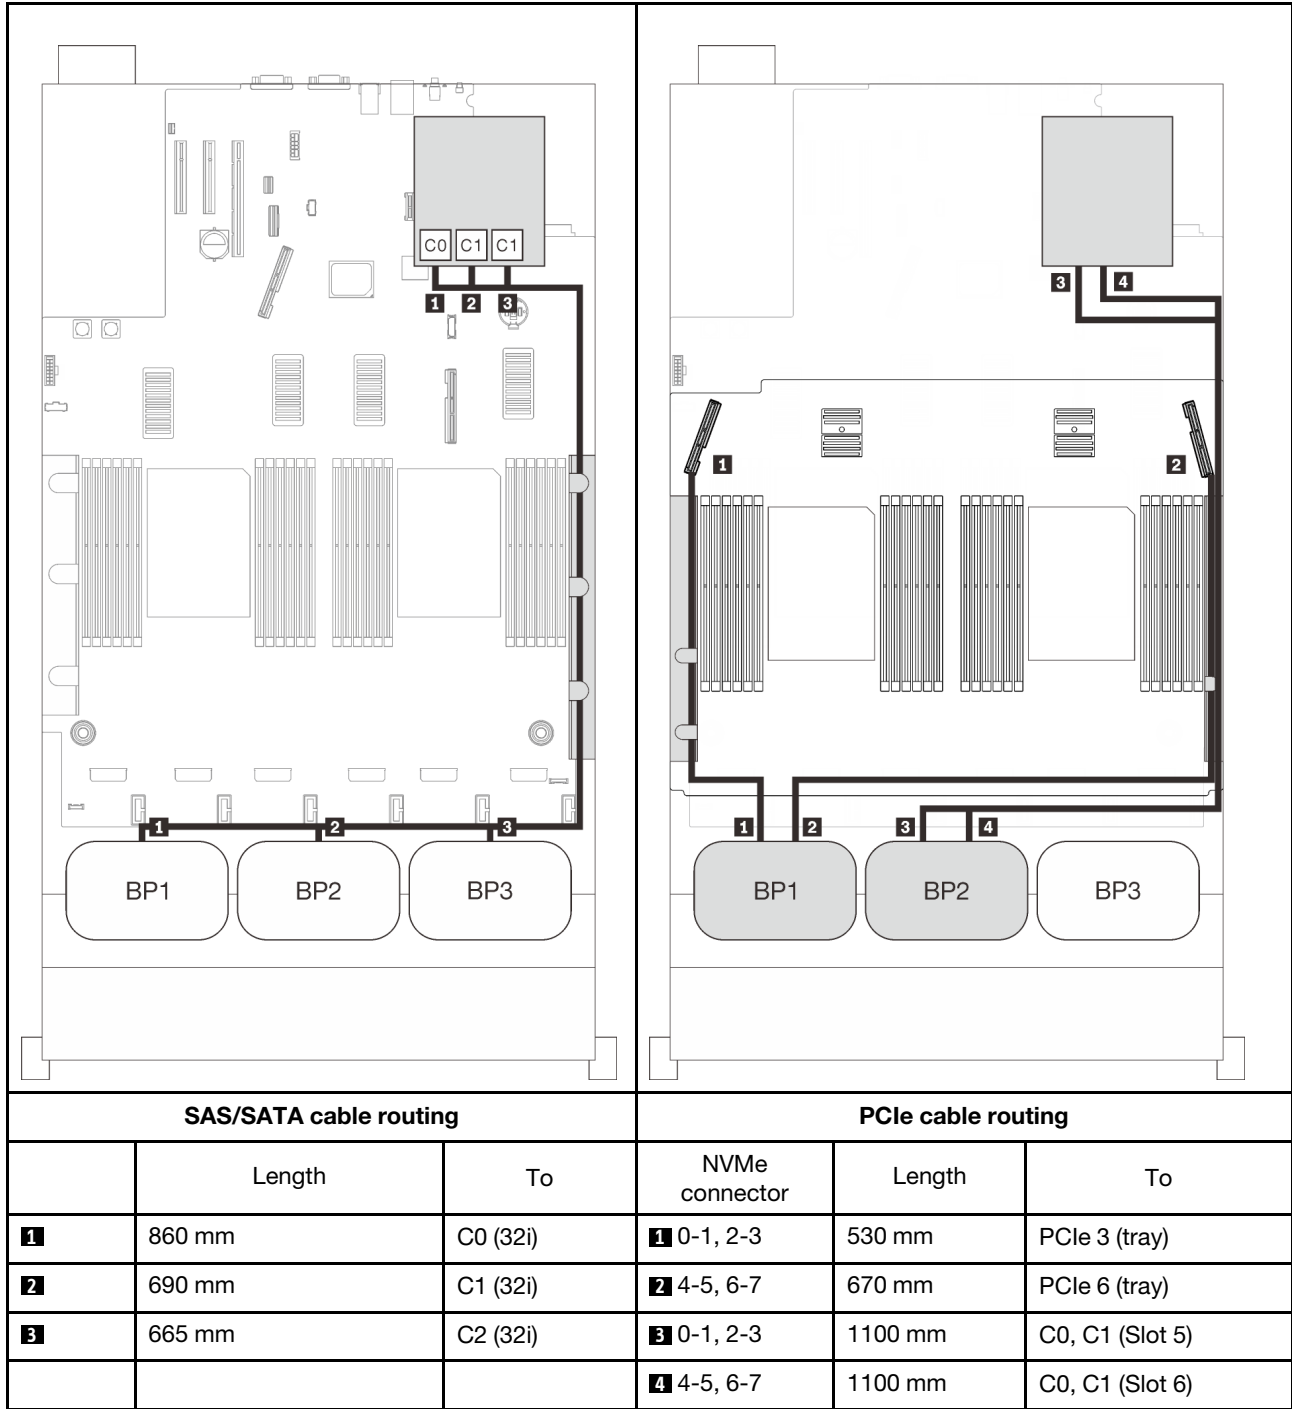 C0 C1 C1
1 2 3
1 2 3
BP1 BP2 BP3
3 4
1 2
1 2 3 4
BP1 BP2 BP3
SAS/SATA cable routing
PCIe cable routing
Length To NVMe connector Length To
1 860 mm C0 (32i) 1 0-1, 2-3 530 mm PCIe 3 (tray)
2 690 mm C1 (32i) 2 4-5, 6-7 670 mm PCIe 6 (tray)
3 665 mm C2 (32i) 3 0-1, 2-3 1100 mm C0, C1 (Slot 5)
4 4-5, 6-7 1100 mm C0, C1 (Slot 6)